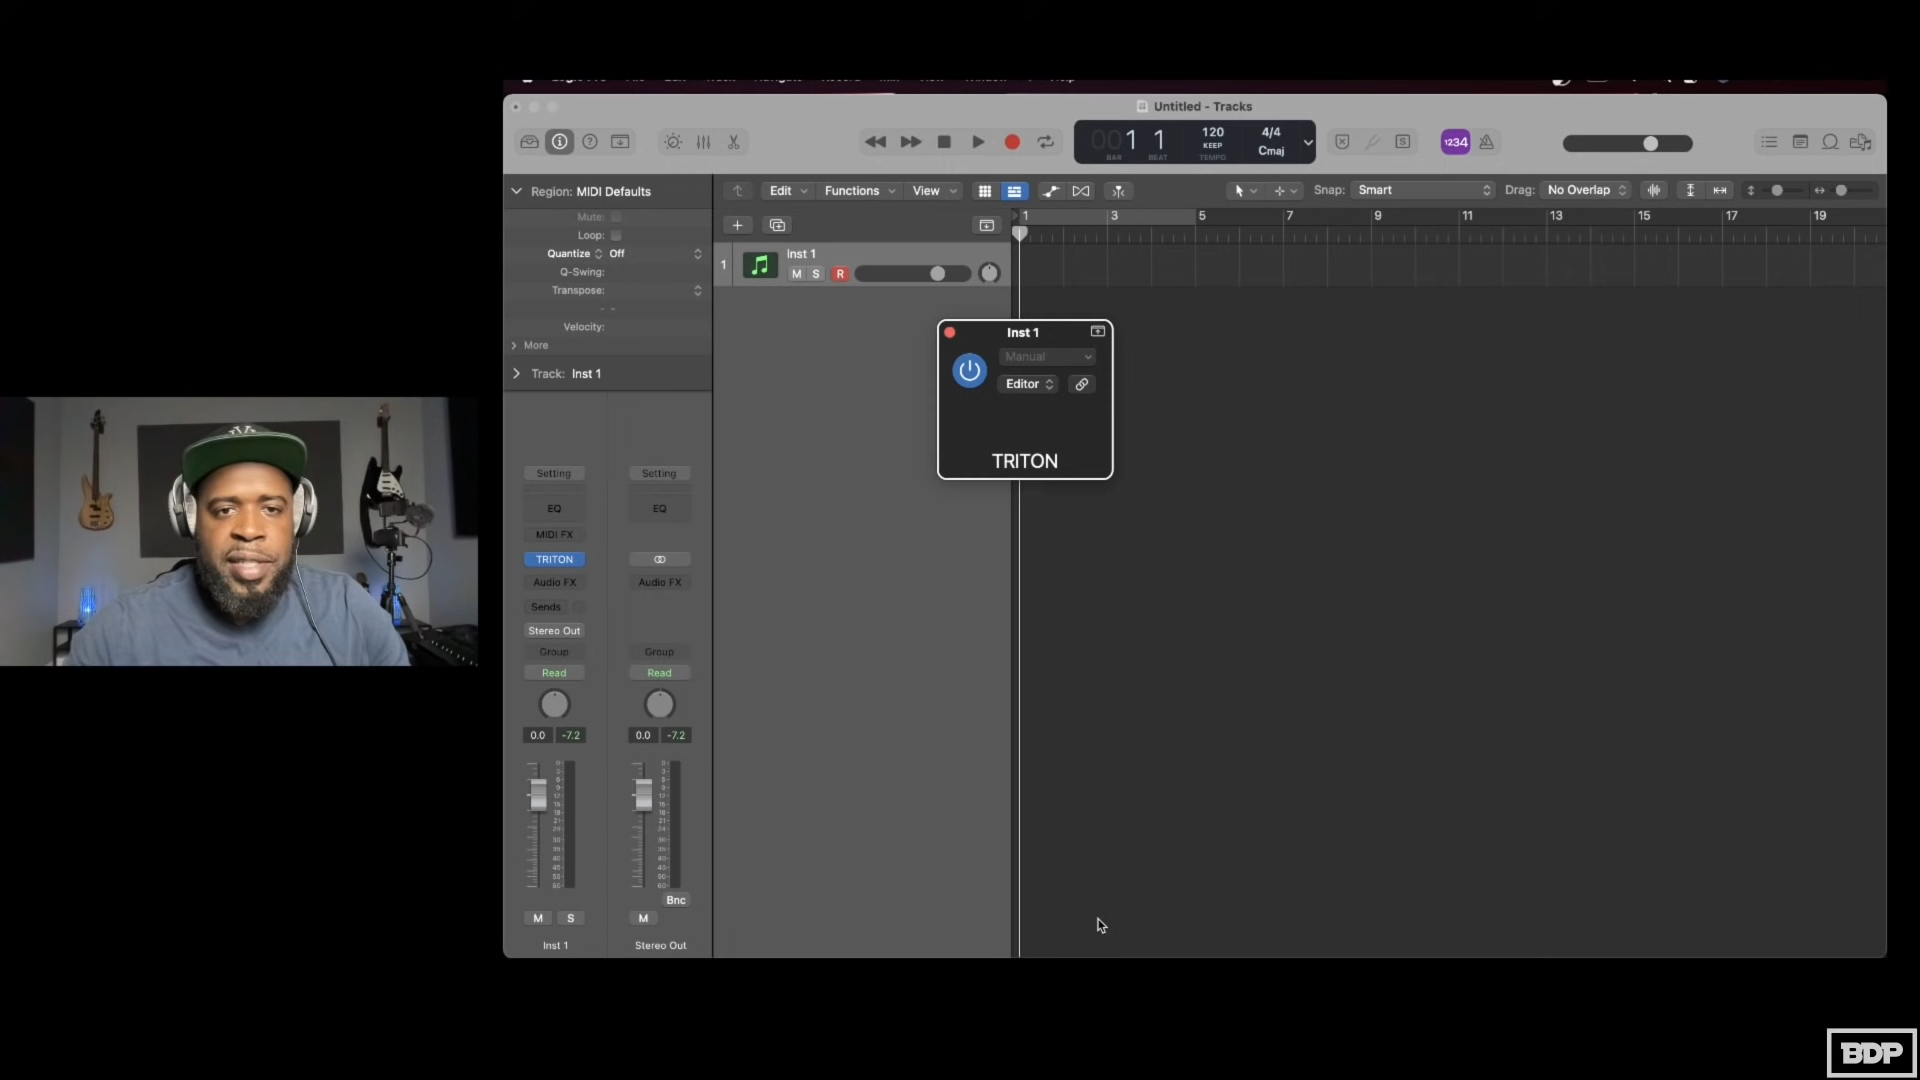 Untitled - Tracks
001 1
BAR BEAT
120
KEEP
TEMPO
4/4
Cmaj
S
1234
Region: MIDI Defaults
Mute:
Loop:
Quantize Off
Q-Swing:
Transpose:
- -
Velocity:
More
Track: Inst 1
Edit Functions View
Snap: Smart Drag: No Overlap
1 3 5 7 9 11 13 15 17 19
1
Inst 1
M S R
Inst 1
Manual
Editor
TRITON
Setting Setting
EQ EQ
MIDI FX
TRITON
Audio FX Audio FX
Sends
Stereo Out
Group Group
Read Read
0.0 -7.2 0.0 -7.2
Bnc
M S M
Inst 1 Stereo Out
BDP